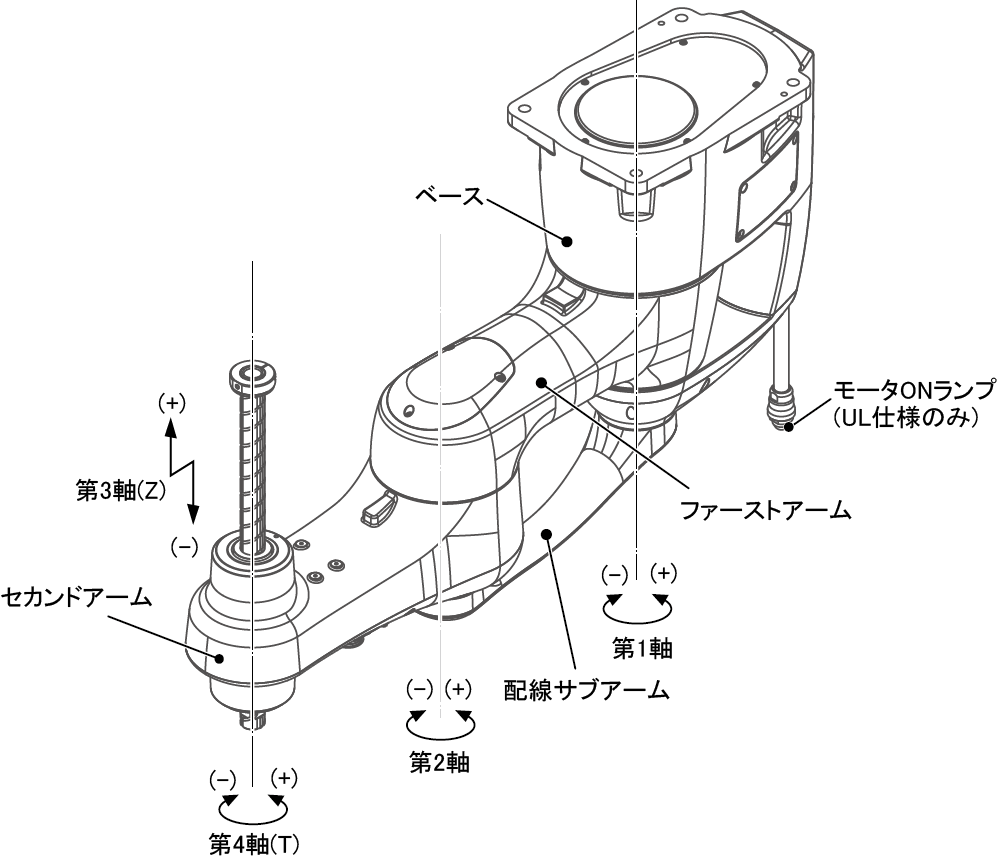 ベース
モータONランプ
(UL仕様のみ)
(+)
第3軸(Z)
(-)
ファーストアーム
セカンドアーム
(-) (+)
第1軸
配線サブアーム
(-) (+)
第2軸
(-) (+)
第4軸(T)